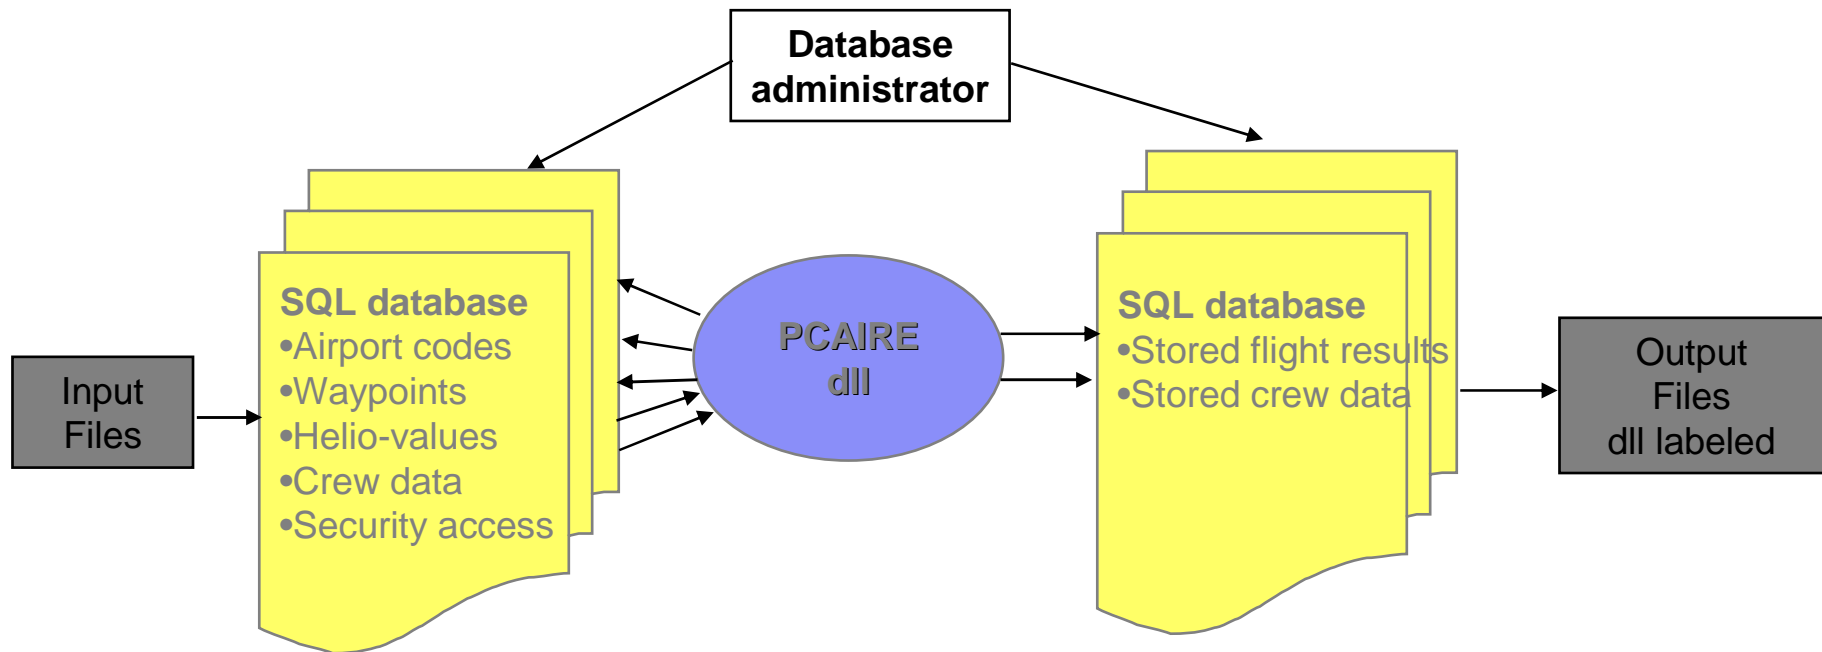 Database
administrator
SQL database
•Airport codes
•Waypoints
•Helio-values
•Crew data
•Security access
PCAIRE
dll
SQL database
•Stored flight results
•Stored crew data
Input
Files
Output
Files
dll labeled